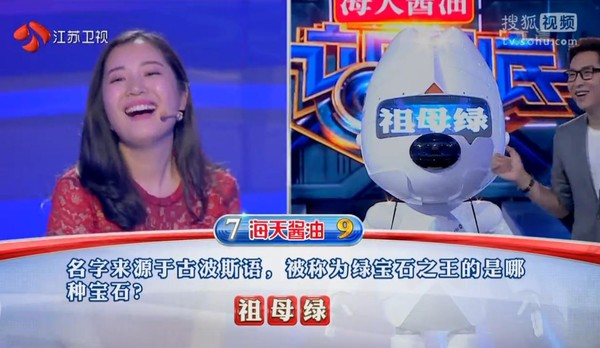 江苏卫视
海天酱油
搜狐视频
tv.sohu.com
祖母绿
7 海天酱油 9
名字来源于古波斯语，被称为绿宝石之王的是哪
种宝石？
祖母绿